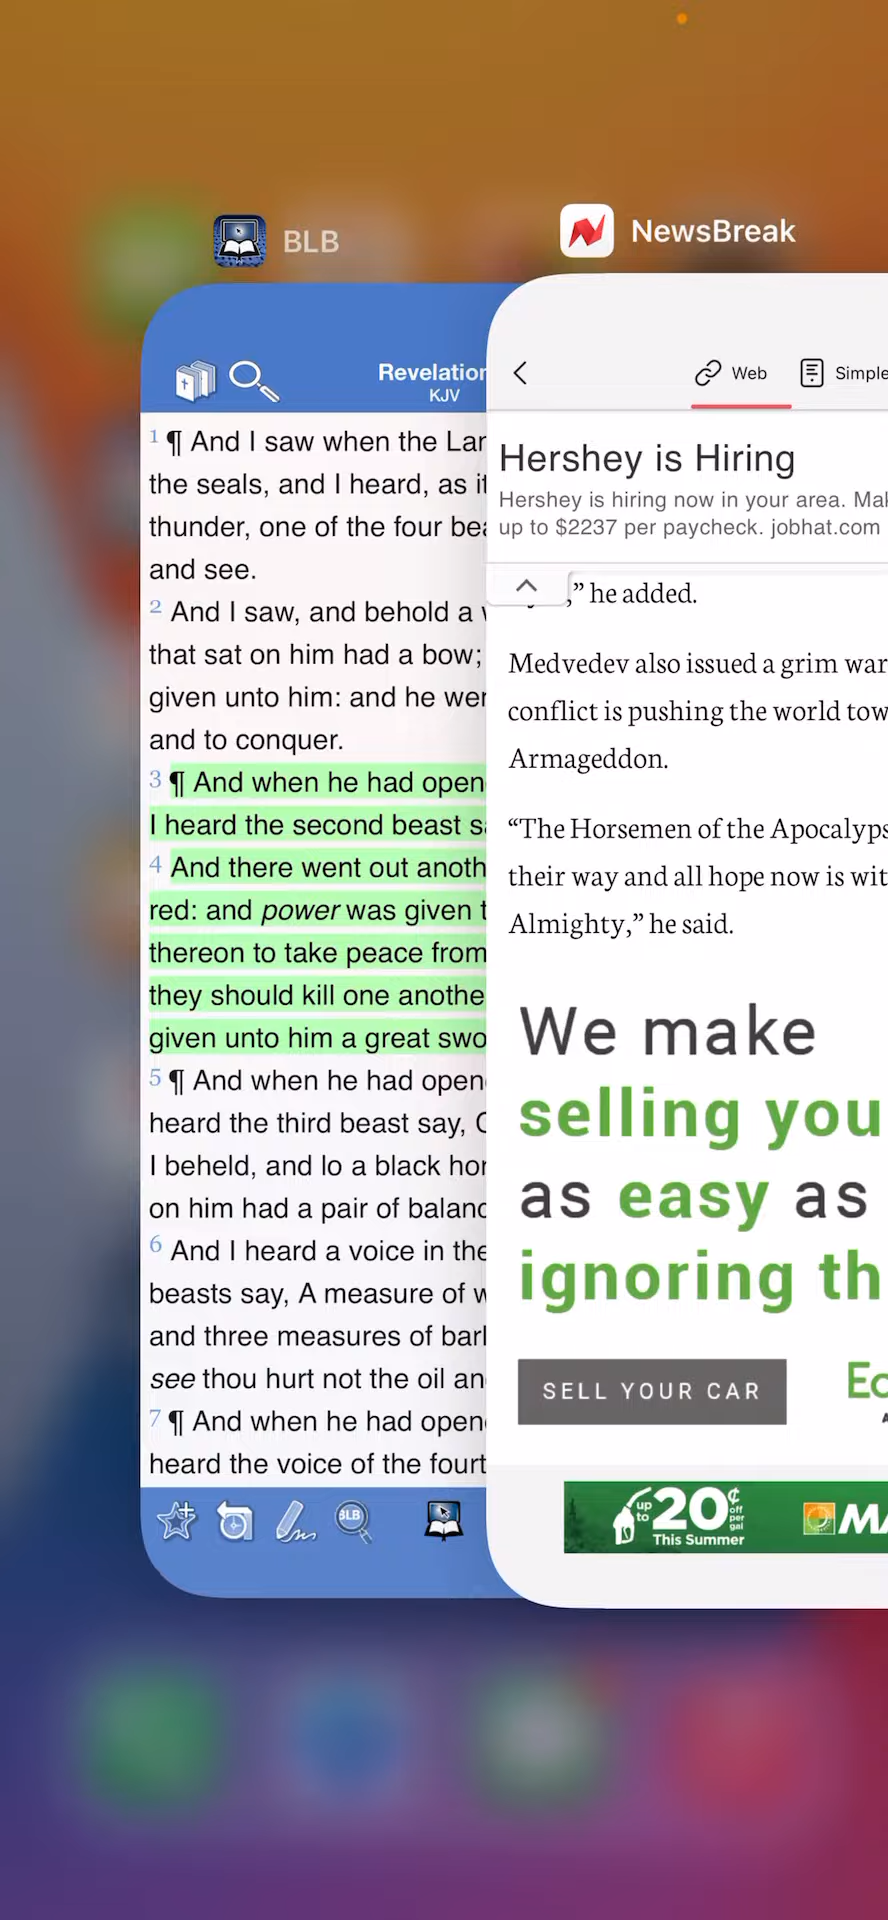 BLB
Revelation
KJV
1 ¶ And I saw when the Lam
the seals, and I heard, as it
thunder, one of the four bea
and see.
2 And I saw, and behold a w
that sat on him had a bow;
given unto him: and he wen
and to conquer.
3 ¶ And when he had open
I heard the second beast sa
4 And there went out anoth
red: and power was given t
thereon to take peace from
they should kill one anothe
given unto him a great swo
5 ¶ And when he had open
heard the third beast say, C
I beheld, and lo a black hor
on him had a pair of balanc
6 And I heard a voice in the
beasts say, A measure of w
and three measures of barl
see thou hurt not the oil an
7 ¶ And when he had open
heard the voice of the fourt
BLB
NewsBreak
Web
Simple
Hershey is Hiring
Hershey is hiring now in your area. Mak
up to $2237 per paycheck. jobhat.com
,” he added.
Medvedev also issued a grim war
conflict is pushing the world tow
Armageddon.
“The Horsemen of the Apocalyps
their way and all hope now is wit
Almighty,” he said.
We make
selling you
as easy as
ignoring th
SELL YOUR CAR
Ec
up to 20¢ off per gal
This Summer
MA